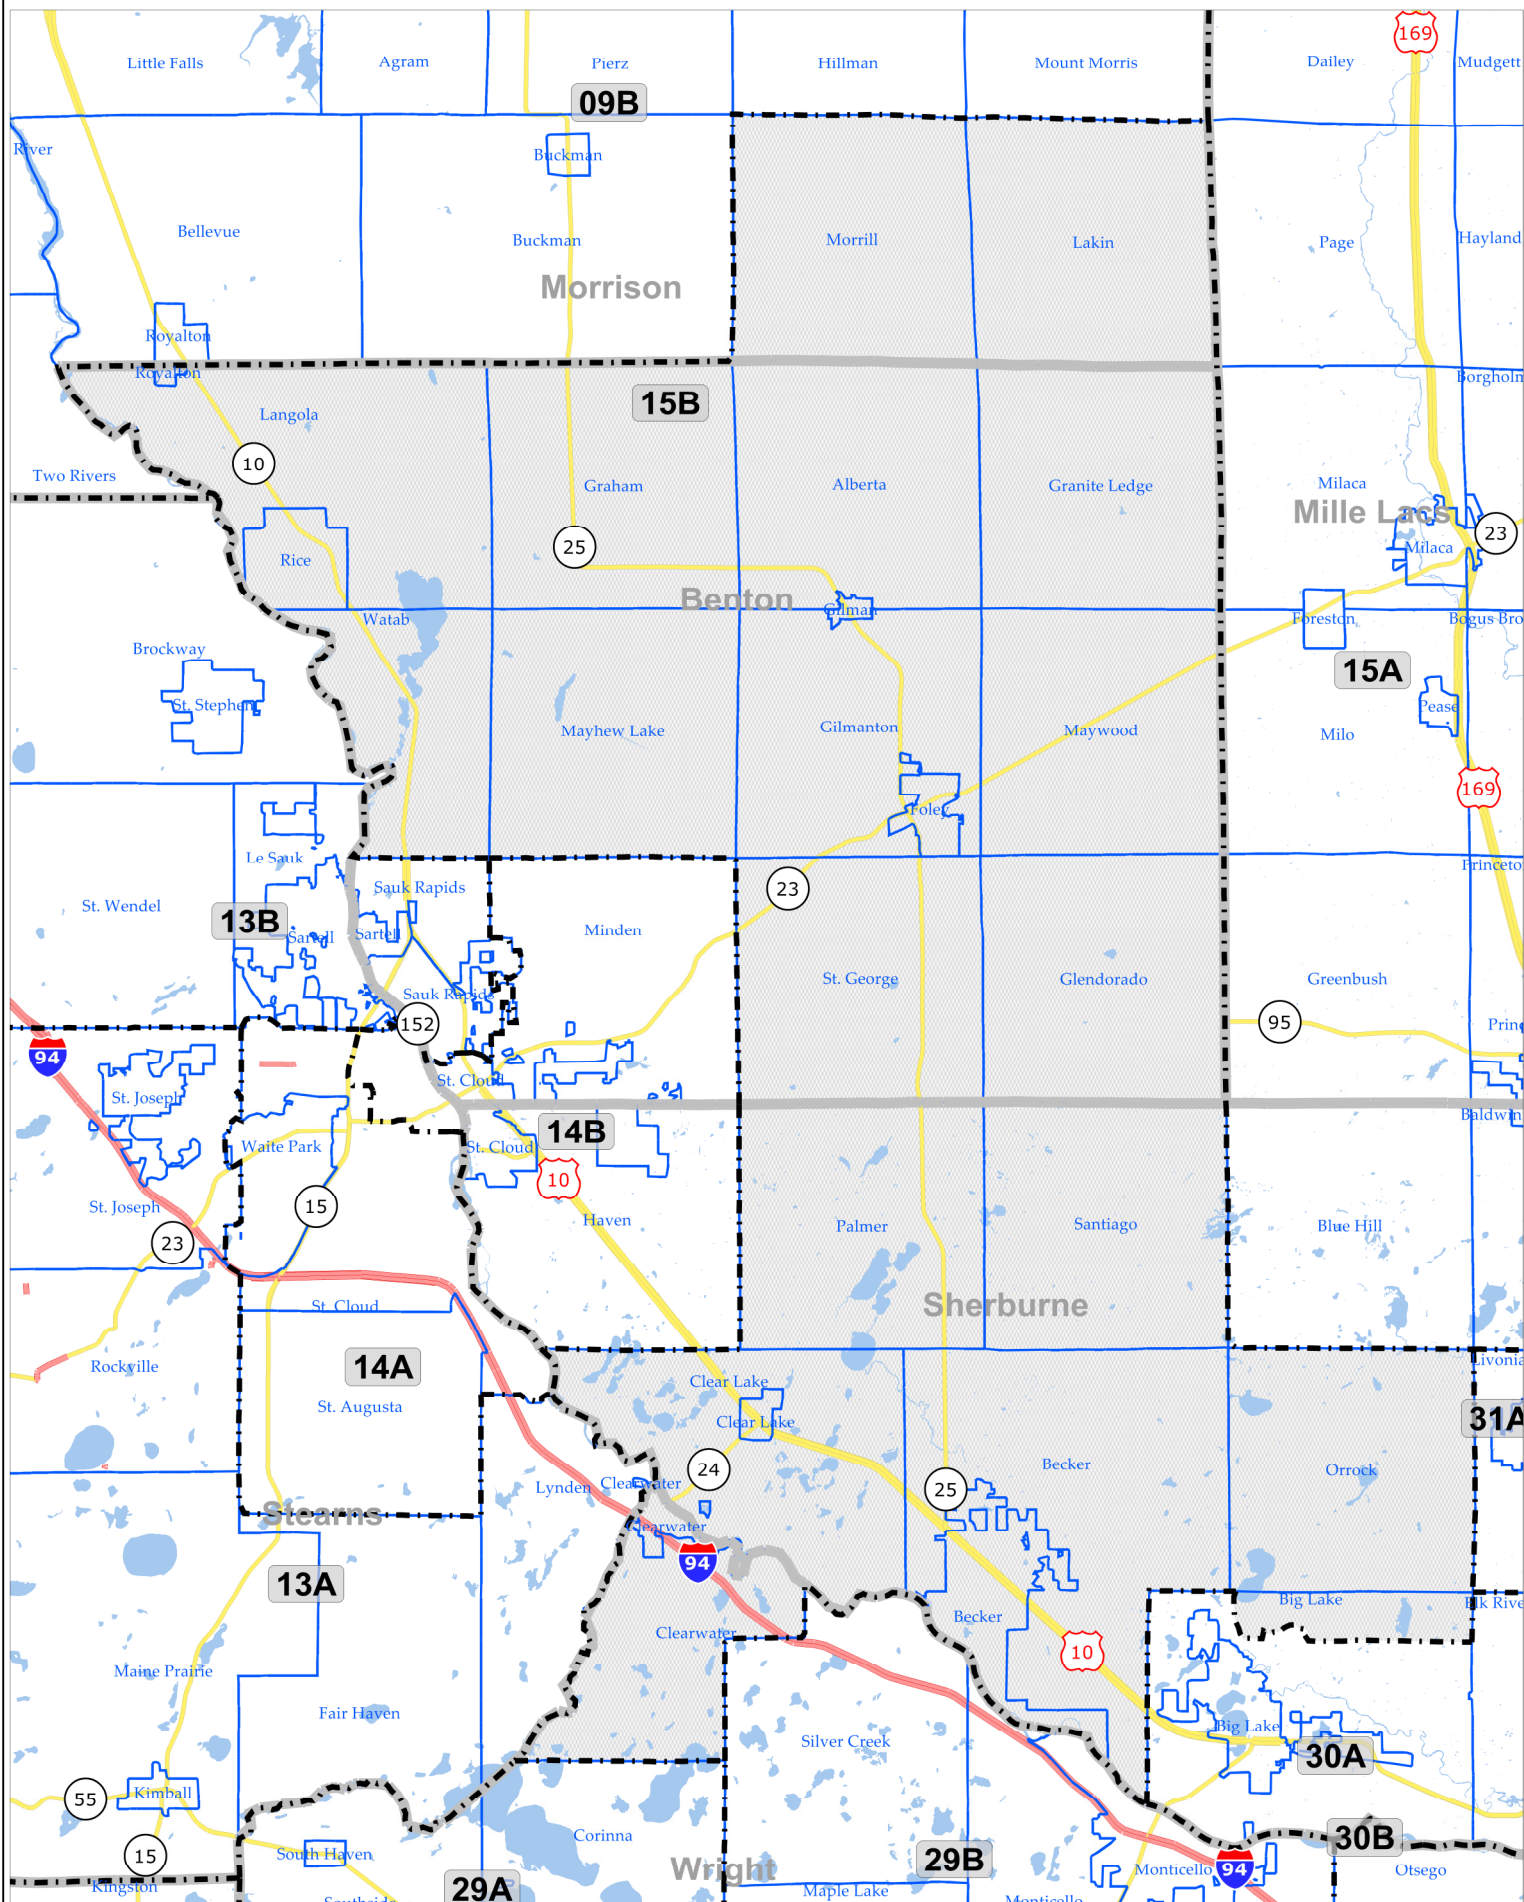 169
Little Falls
Agram
Pierz
Hillman
Mount Morris
Dailey
Mudgett
09B
River
Buckman
Bellevue
Buckman
Morrill
Lakin
Page
Hayland
Morrison
Royalton
Royalton
15B
Langola
10
Two Rivers
Graham
Alberta
Granite Ledge
Milaca
Mille Lacs
23
25
Milaca
Rice
Benton
Gilman
Watab
Foreston
Bogus Bro
Brockway
15A
St. Stephen
Pease
Mayhew Lake
Gilmanton
Maywood
Milo
169
Foley
Le Sauk
Princeto
Sauk Rapids
23
St. Wendel
13B
Sartell
Sartell
Minden
St. George
Glendorado
Greenbush
Sauk Rapids
152
95
Prin
94
St. Cloud
St. Joseph
Baldwin
14B
Waite Park
St. Cloud
10
15
St. Joseph
Haven
Palmer
Santiago
Blue Hill
23
St. Cloud
Sherburne
Rockville
14A
Livonia
Clear Lake
St. Augusta
Clear Lake
31A
Becker
Orrock
24
Lynden
Clearwater
25
Stearns
Clearwater
94
13A
Big Lake
Elk Rive
Becker
Clearwater
10
Maine Prairie
Fair Haven
Silver Creek
Big Lake
30A
55
Kimball
Corinna
30B
15
South Haven
Wright
29B
Monticello
94
Otsego
Kingston
29A
Maple Lake
Southside
Monticello
Borgholm